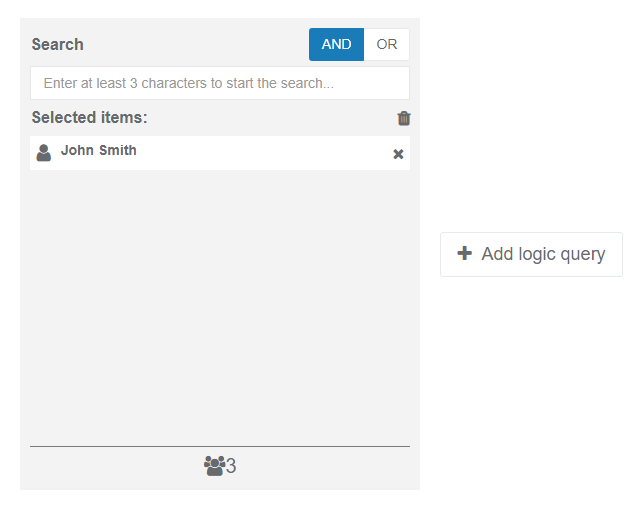 Search
AND OR
Enter at least 3 characters to start the search...
Selected items:
John Smith
Add logic query
3